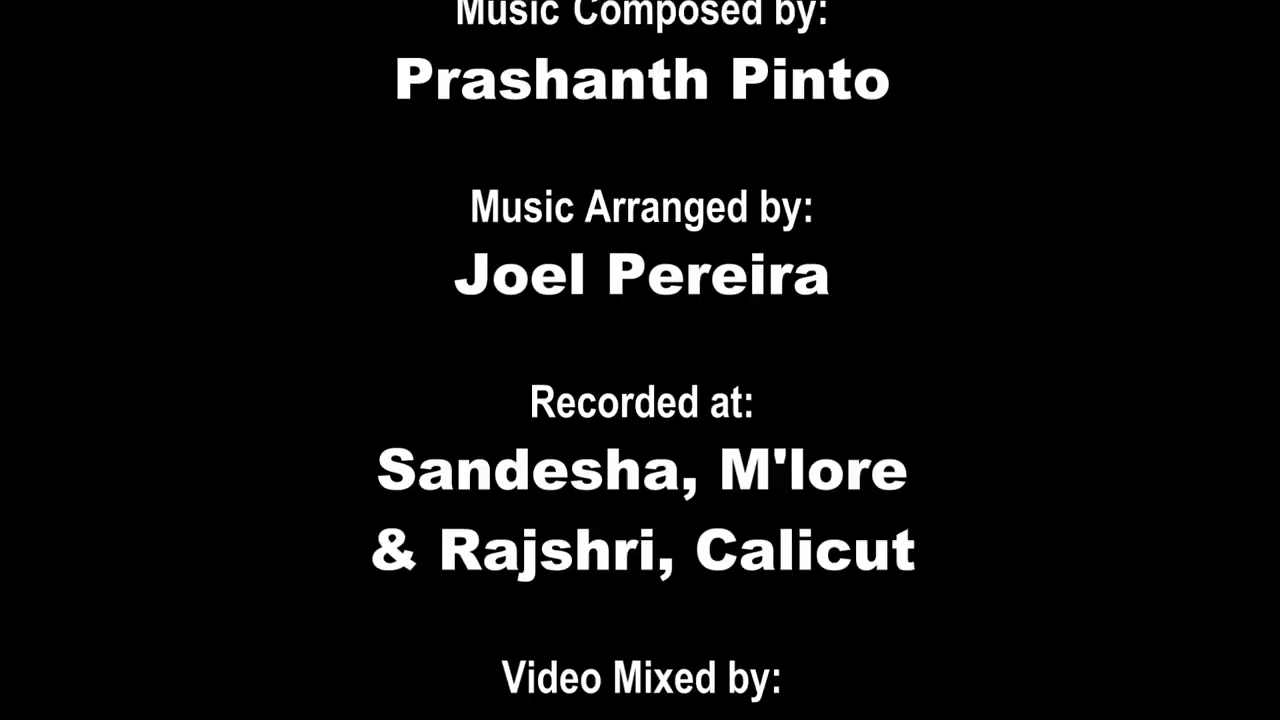 Music Composed by:
Prashanth Pinto
Music Arranged by:
Joel Pereira
Recorded at:
Sandesha, M'lore
& Rajshri, Calicut
Video Mixed by: